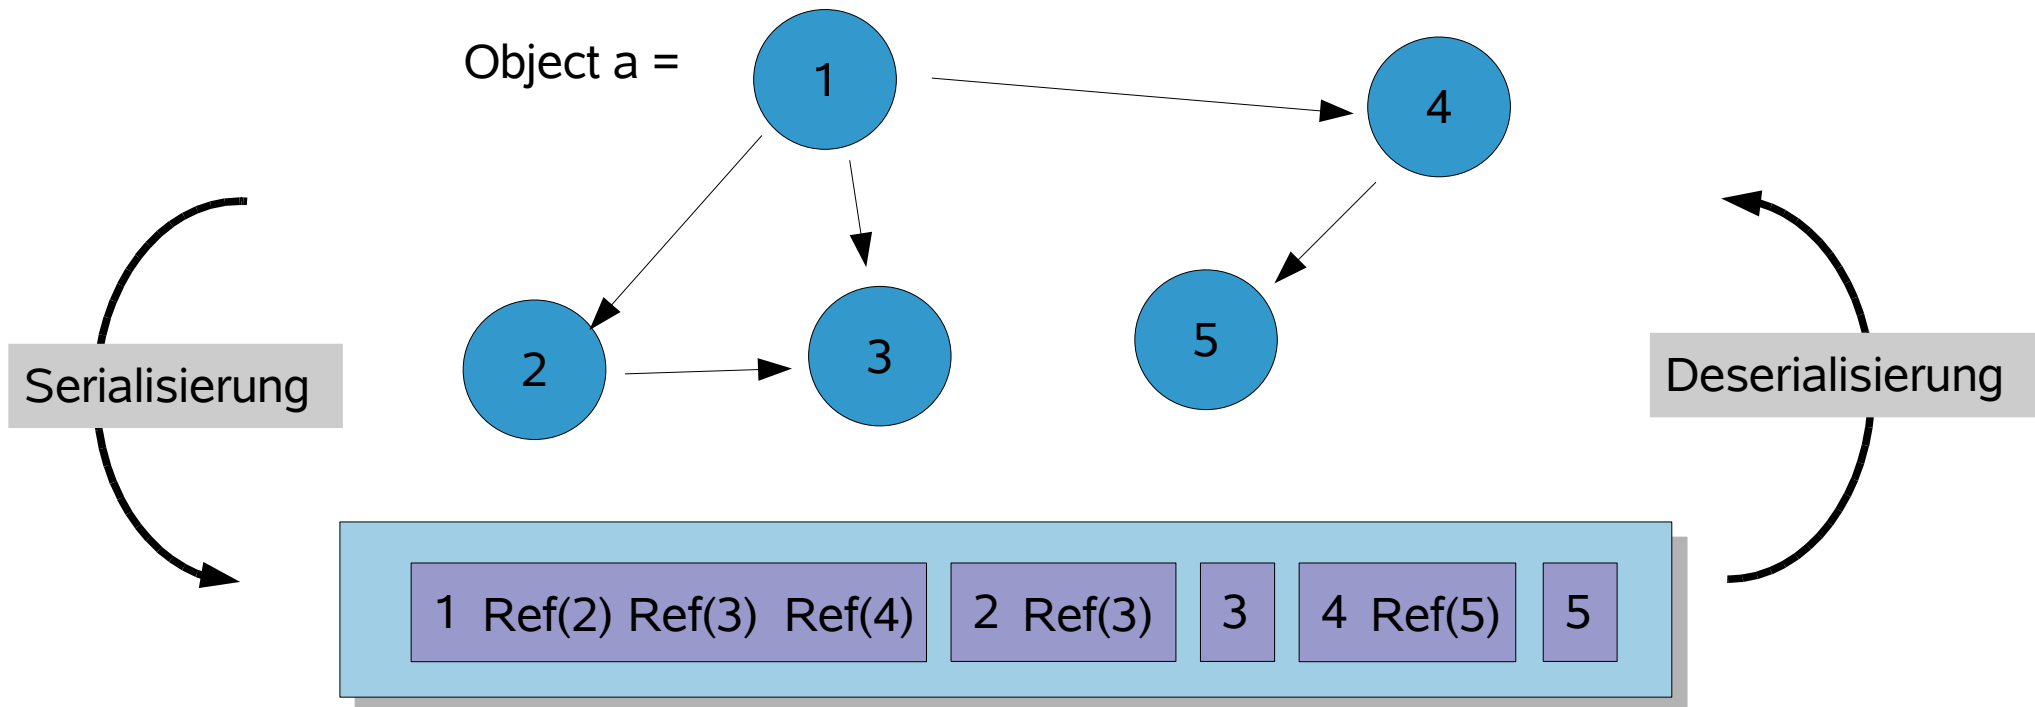 Object a =
1
4
2
3
5
Serialisierung
Deserialisierung
1 Ref(2) Ref(3) Ref(4)
2 Ref(3)
3
4 Ref(5)
5